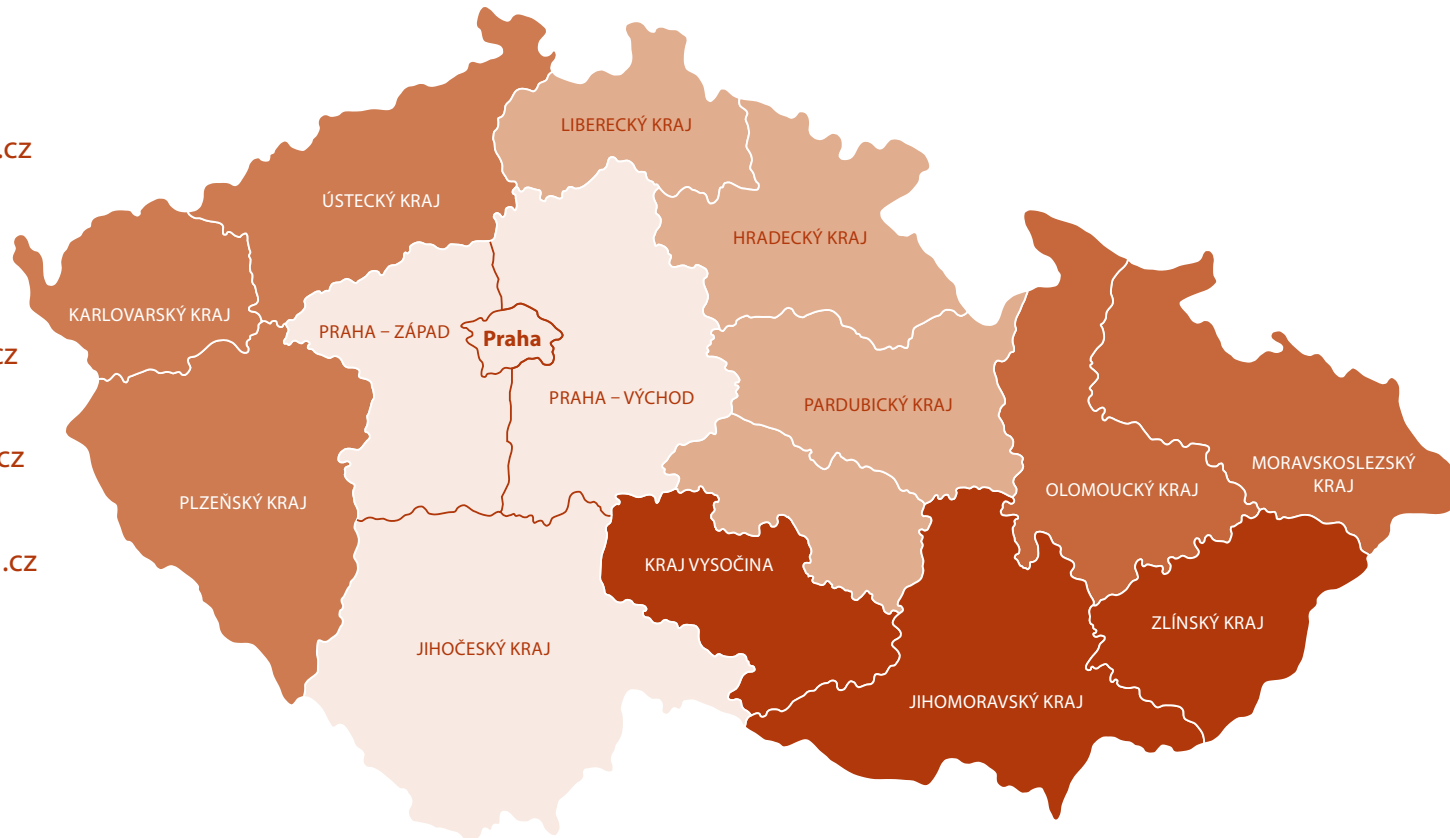 LIBERECKÝ KRAJ
.cz
ÚSTECKÝ KRAJ
HRADECKÝ KRAJ
KARLOVARSKÝ KRAJ
PRAHA – ZÁPAD
Praha
cz
PRAHA – VÝCHOD
PARDUBICKÝ KRAJ
cz
MORAVSKOSLEZSKÝ
KRAJ
OLOMOUCKÝ KRAJ
PLZEŇSKÝ KRAJ
.cz
KRAJ VYSOČINA
ZLÍNSKÝ KRAJ
JIHOČESKÝ KRAJ
JIHOMORAVSKÝ KRAJ